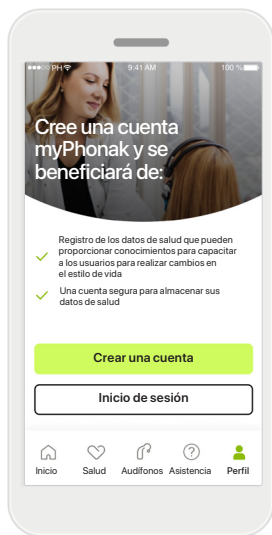 PH 9:41 AM 100 %
Cree una cuenta
myPhonak y se
beneficiará de:
Registro de los datos de salud que pueden
proporcionar conocimientos para capacitar
a los usuarios para realizar cambios en
el estilo de vida
Una cuenta segura para almacenar sus
datos de salud
Crear una cuenta
Inicio de sesión
Inicio Salud Audífonos Asistencia Perfil